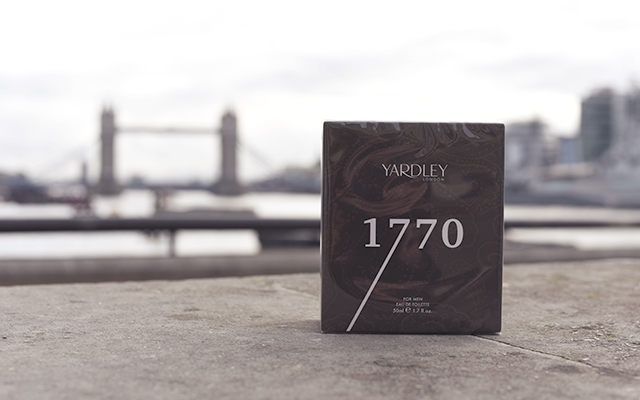 YARDLEY
LONDON
1770
FOR MEN
EAU DE TOILETTE
50ml ℮ 1.7 fl.oz.